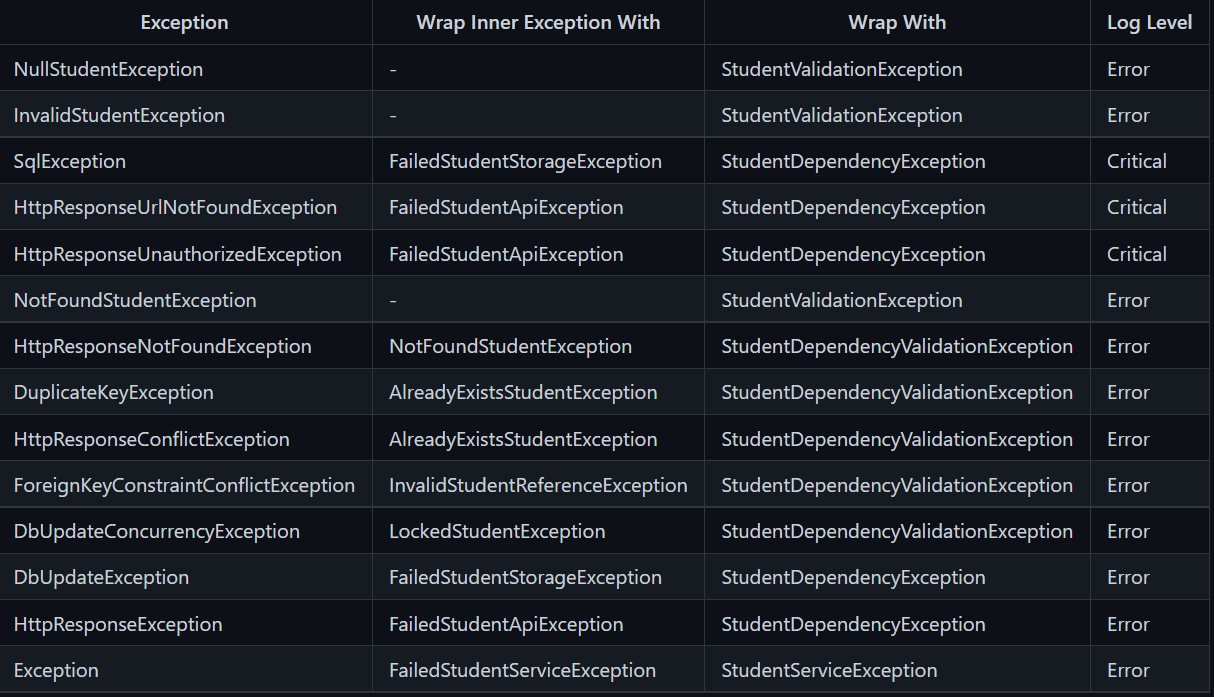 Exception Wrap Inner Exception With Wrap With Log Level
NullStudentException - StudentValidationException Error
InvalidStudentException - StudentValidationException Error
SqlException FailedStudentStorageException StudentDependencyException Critical
HttpResponseUrlNotFoundException FailedStudentApiException StudentDependencyException Critical
HttpResponseUnauthorizedException FailedStudentApiException StudentDependencyException Critical
NotFoundStudentException - StudentValidationException Error
HttpResponseNotFoundException NotFoundStudentException StudentDependencyValidationException Error
DuplicateKeyException AlreadyExistsStudentException StudentDependencyValidationException Error
HttpResponseConflictException AlreadyExistsStudentException StudentDependencyValidationException Error
ForeignKeyConstraintConflictException InvalidStudentReferenceException StudentDependencyValidationException Error
DbUpdateConcurrencyException LockedStudentException StudentDependencyValidationException Error
DbUpdateException FailedStudentStorageException StudentDependencyException Error
HttpResponseException FailedStudentApiException StudentDependencyException Error
Exception FailedStudentServiceException StudentServiceException Error